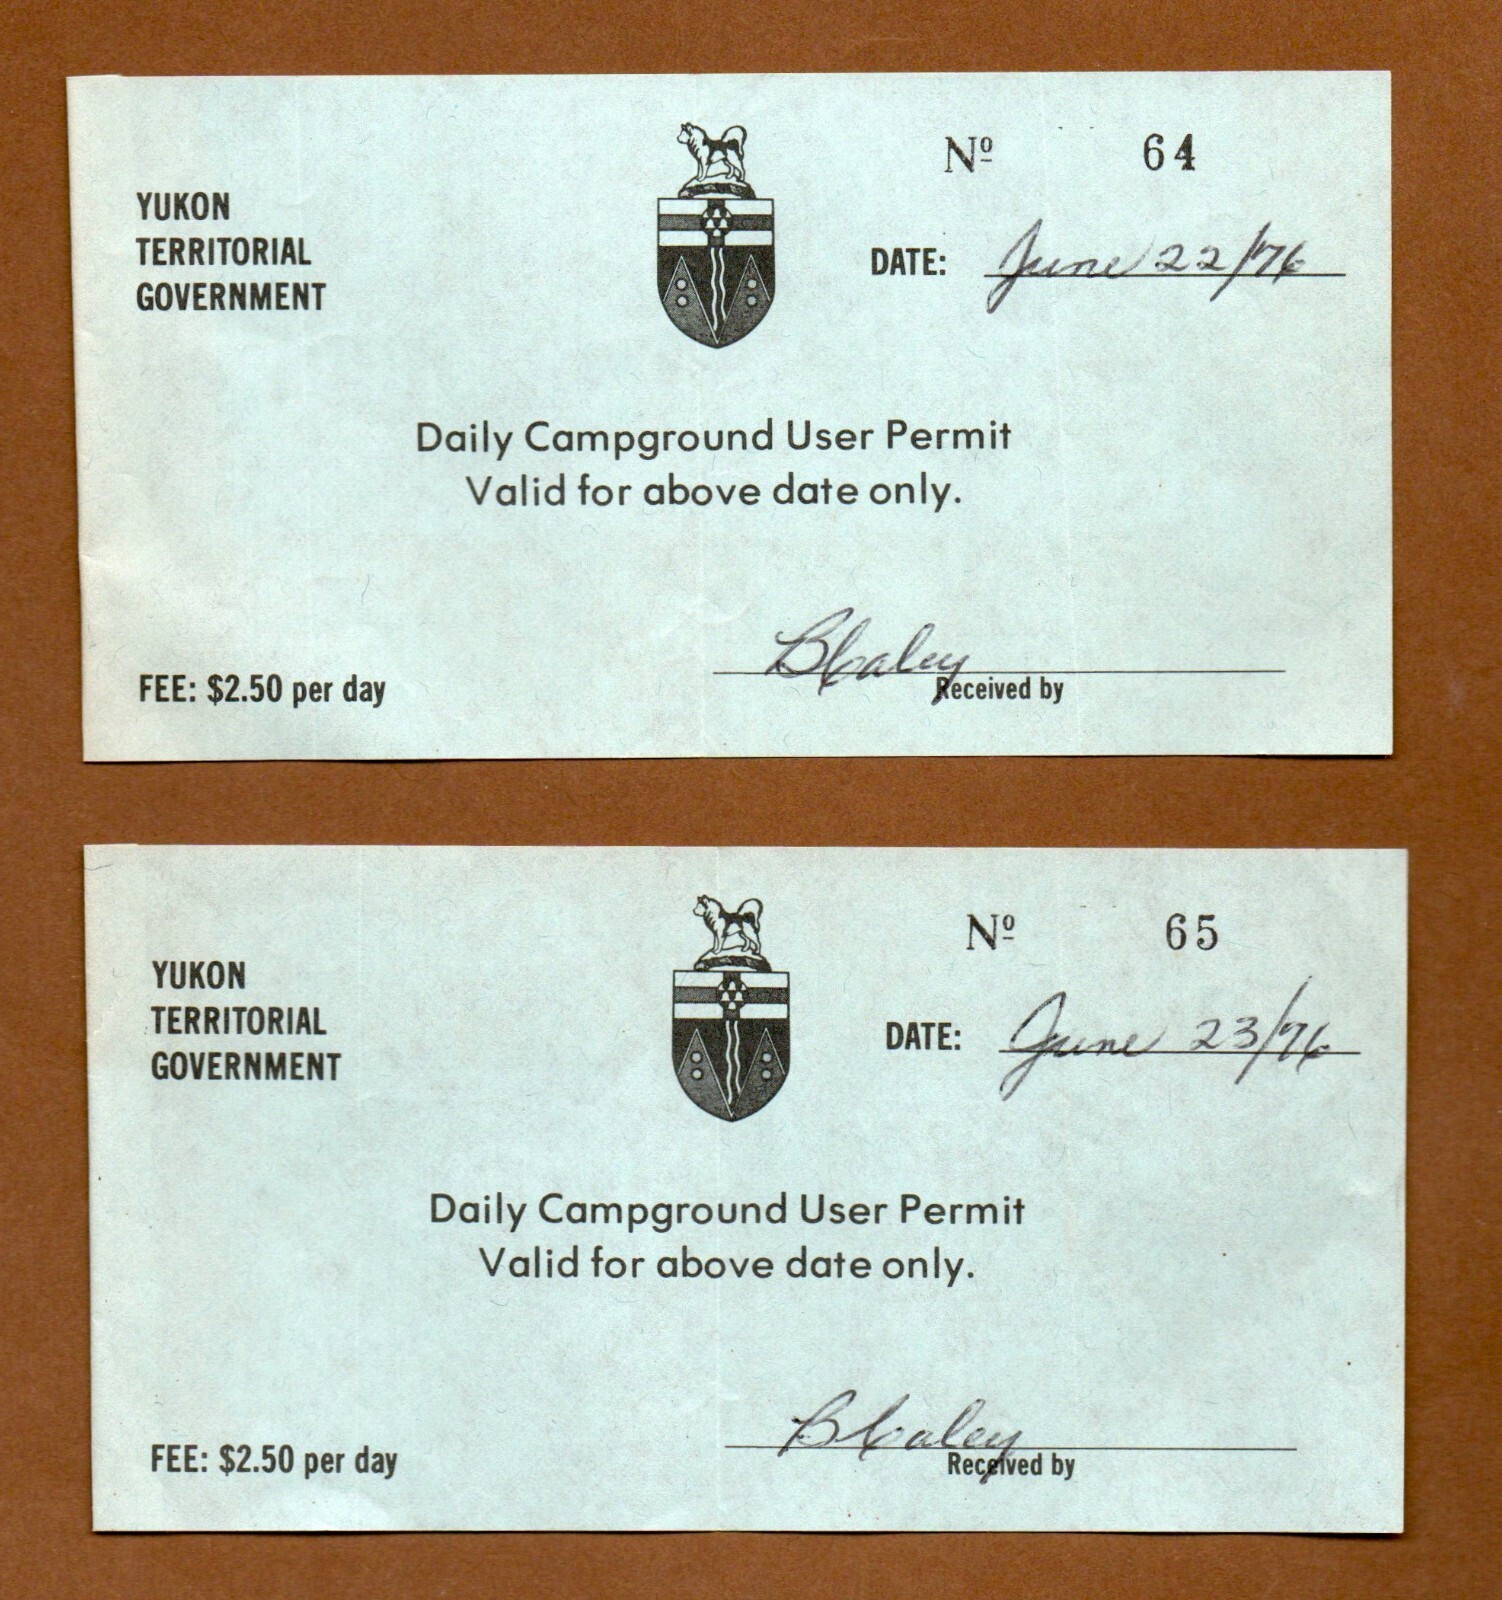 YUKON
TERRITORIAL
GOVERNMENT
Nº 64
DATE: June 22/76
Daily Campground User Permit
Valid for above date only.
FEE: $2.50 per day
Received by
YUKON
TERRITORIAL
GOVERNMENT
Nº 65
DATE: June 23/76
Daily Campground User Permit
Valid for above date only.
FEE: $2.50 per day
Received by